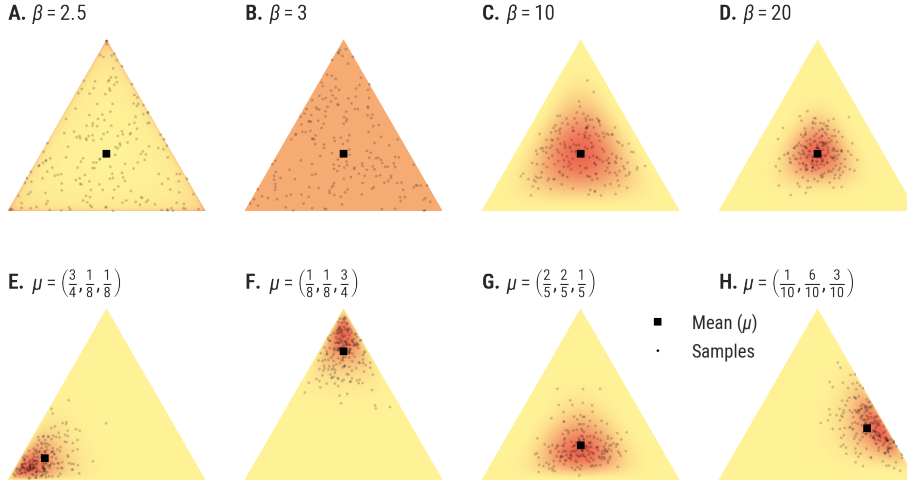 A. β = 2.5
B. β = 3
C. β = 10
D. β = 20
E. μ = (3/4, 1/8, 1/8)
F. μ = (1/8, 1/8, 3/4)
G. μ = (2/5, 2/5, 1/5)
H. μ = (1/10, 6/10, 3/10)
Mean (μ)
Samples